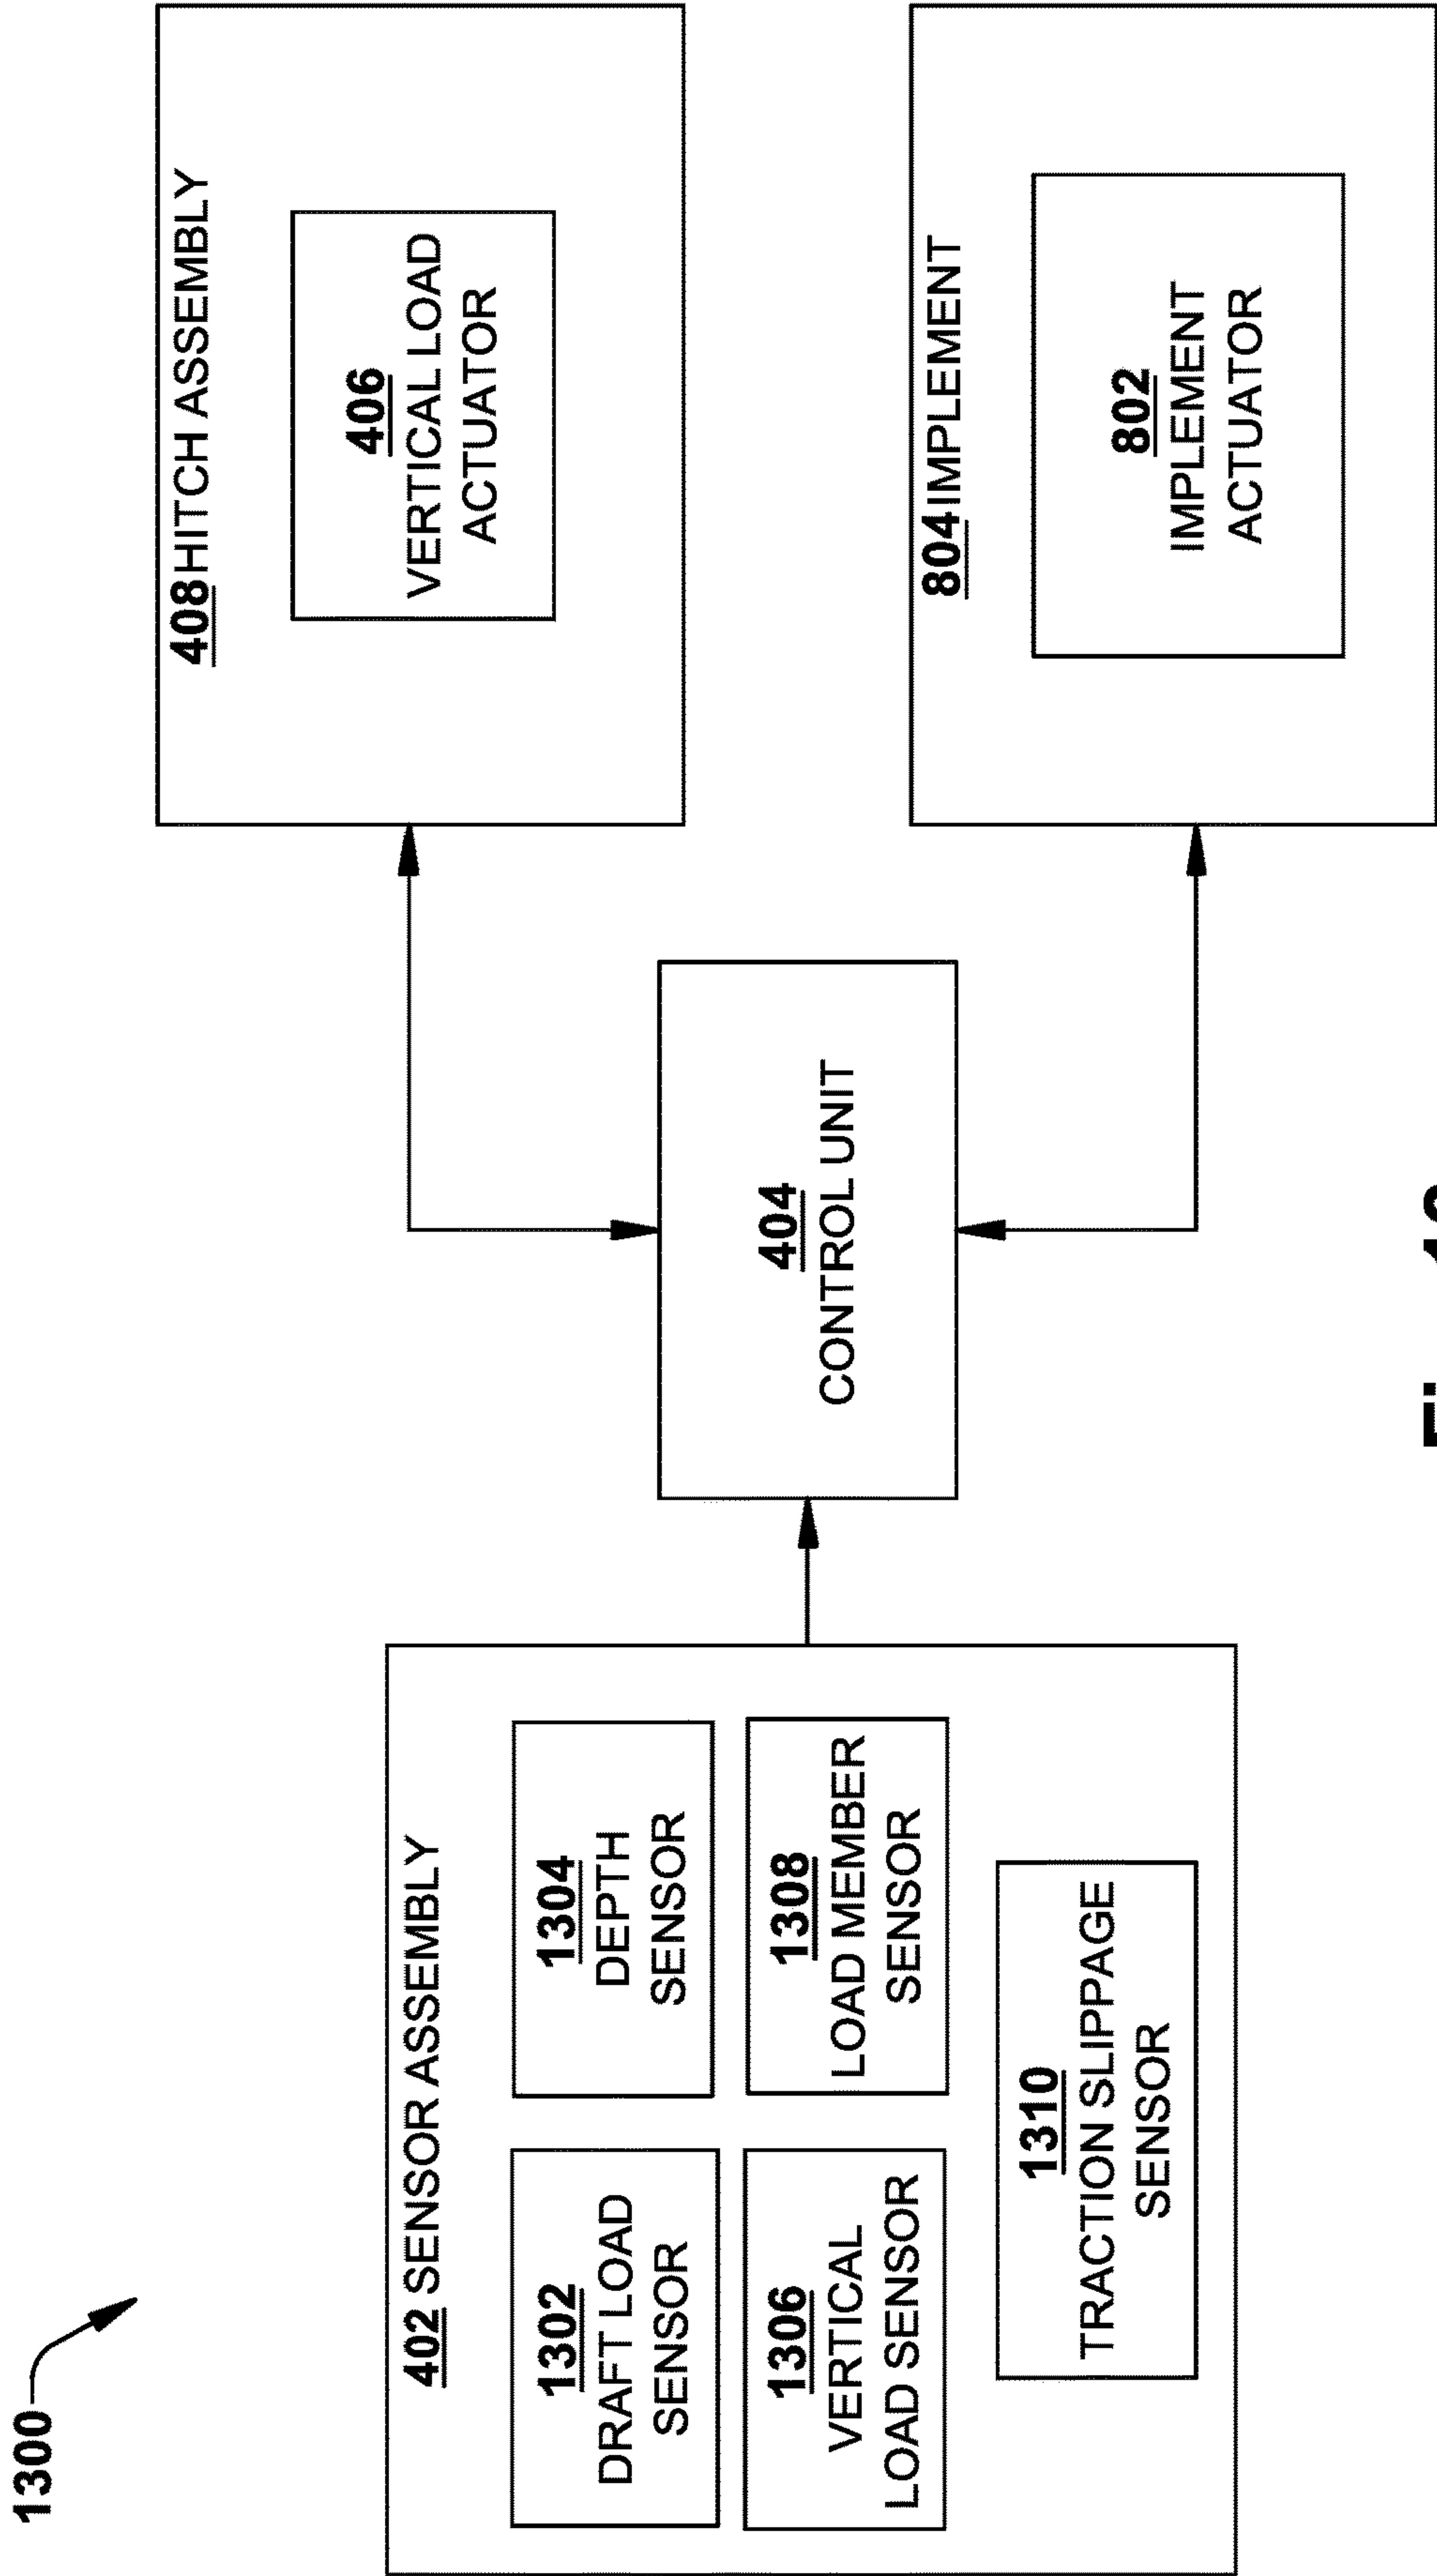 1300
402 SENSOR ASSEMBLY
1302
DRAFT LOAD
SENSOR
1304
DEPTH
SENSOR
1306
VERTICAL
LOAD SENSOR
1308
LOAD MEMBER
SENSOR
1310
TRACTION SLIPPAGE
SENSOR
404
CONTROL UNIT
408 HITCH ASSEMBLY
406
VERTICAL LOAD
ACTUATOR
804 IMPLEMENT
802
IMPLEMENT
ACTUATOR